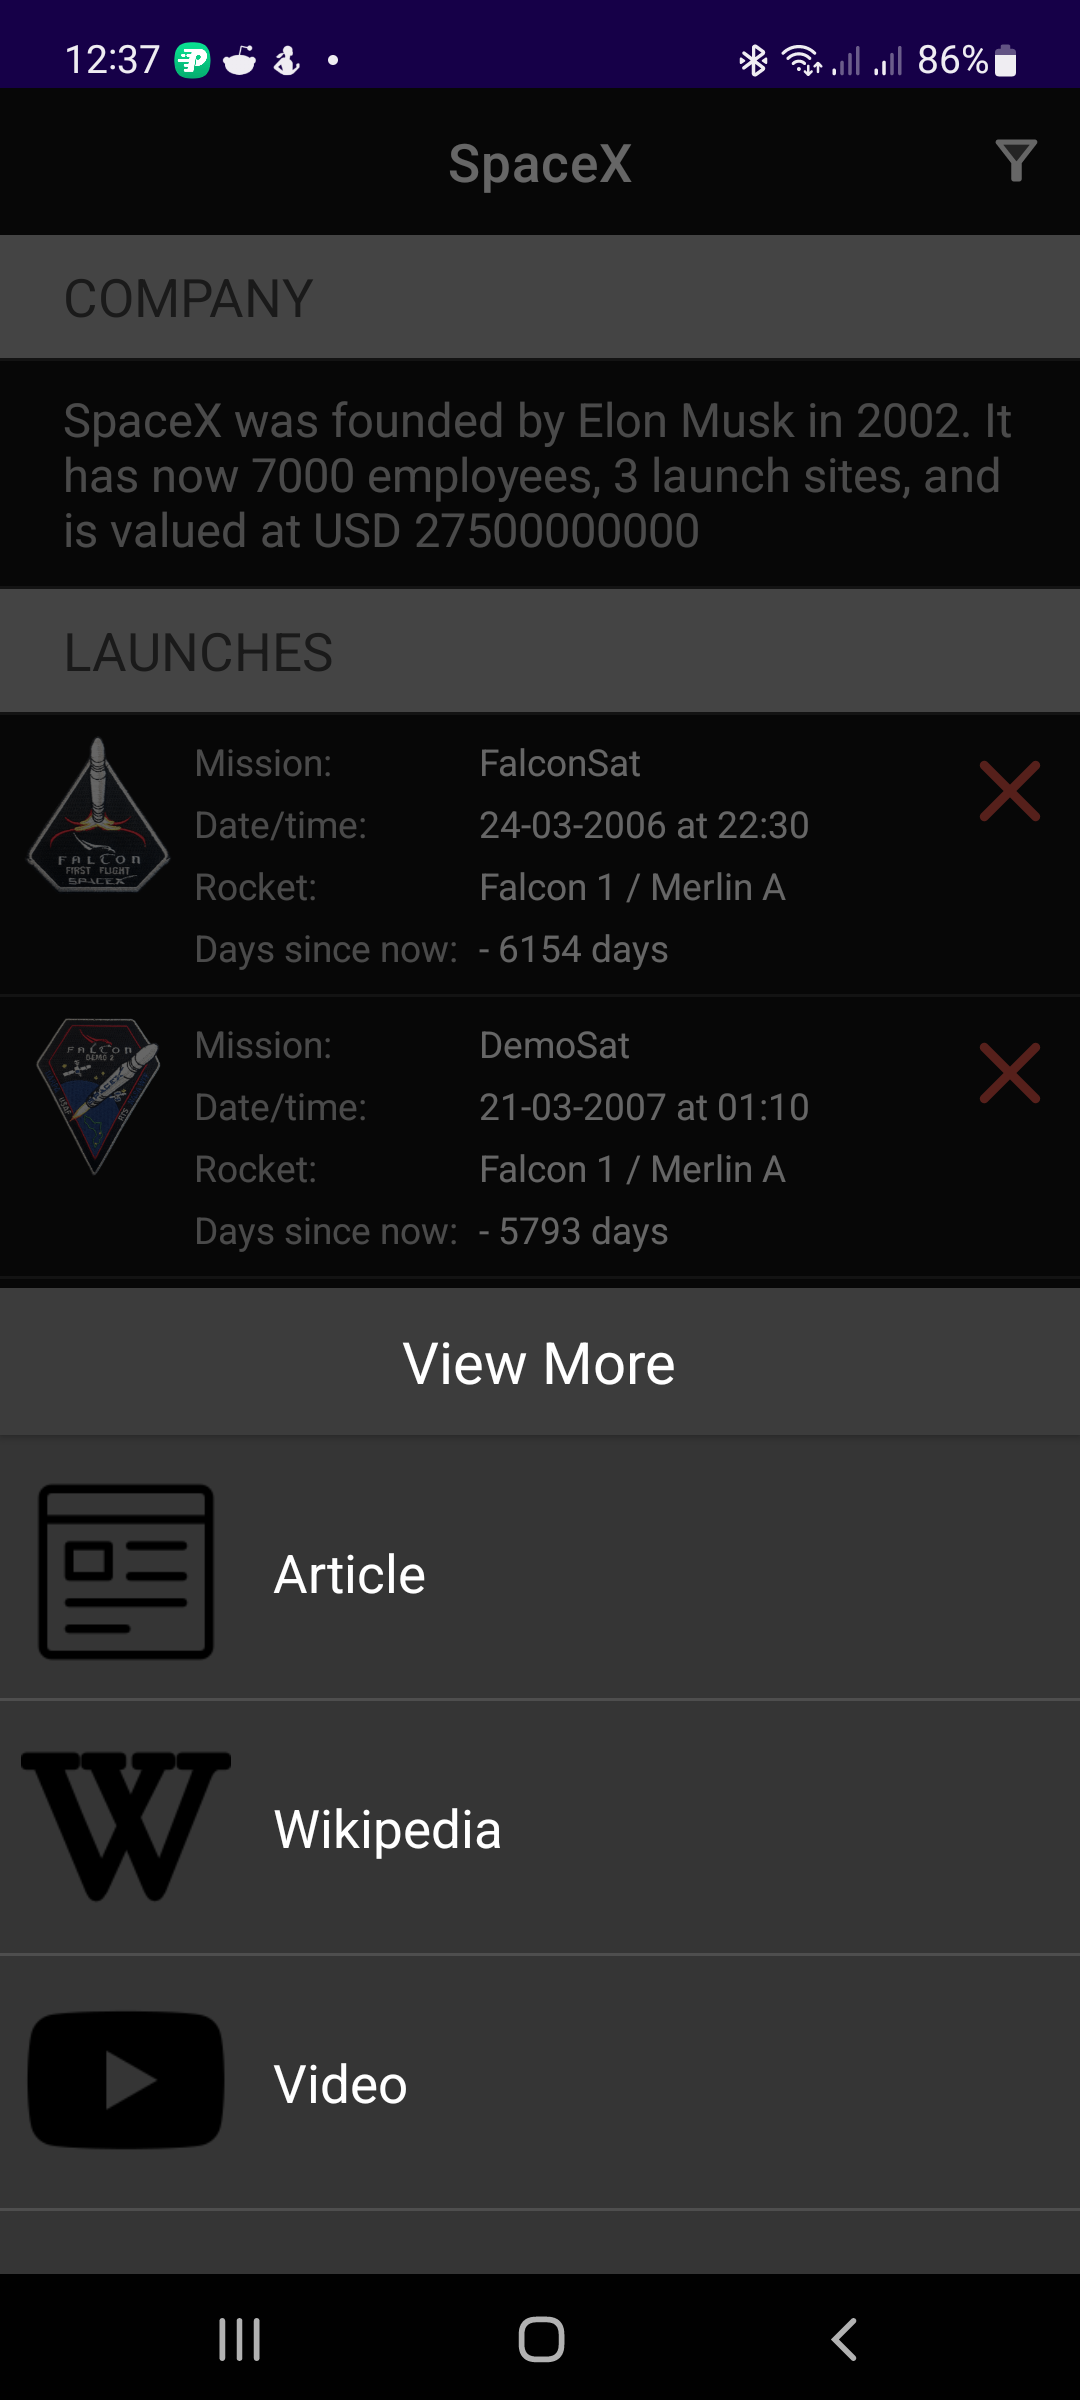 12:37 86%
SpaceX
COMPANY
SpaceX was founded by Elon Musk in 2002. It
has now 7000 employees, 3 launch sites, and
is valued at USD 27500000000
LAUNCHES
FALCON
FIRST FLIGHT
SPACEX
Mission: FalconSat
Date/time: 24-03-2006 at 22:30
Rocket: Falcon 1 / Merlin A
Days since now: - 6154 days
FALCON
DEMO 2
Mission: DemoSat
Date/time: 21-03-2007 at 01:10
Rocket: Falcon 1 / Merlin A
Days since now: - 5793 days
View More
Article
W Wikipedia
Video